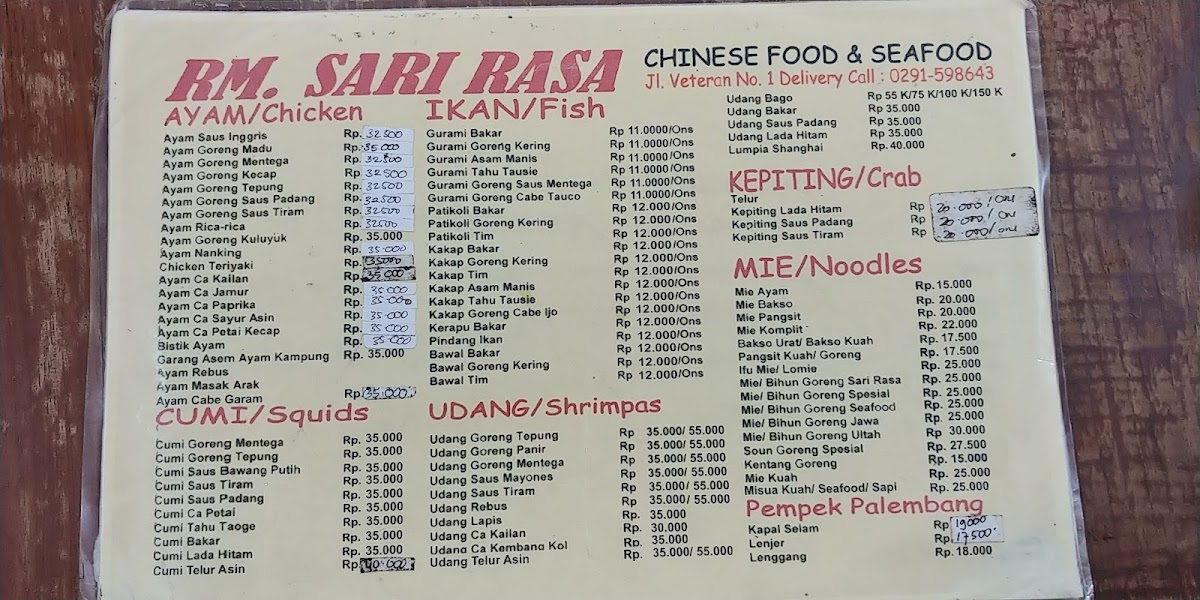 RM. SARI RASA
CHINESE FOOD & SEAFOOD
Jl. Veteran No. 1 Delivery Call : 0291-598643
AYAM/Chicken
Ayam Saus Inggris Rp. 32500
Ayam Goreng Madu Rp. 35.000
Ayam Goreng Mentega Rp. 32.500
Ayam Goreng Kecap Rp. 32500
Ayam Goreng Tepung Rp. 32500
Ayam Goreng Saus Padang Rp. 32500
Ayam Goreng Saus Tiram Rp. 32500
Ayam Rica-rica Rp. 32500
Ayam Goreng Kuluyuk Rp. 35.000
Ayam Nanking Rp. 35.000
Chicken Teriyaki Rp. 35000
Ayam Ca Kailan Rp. 35.000
Ayam Ca Jamur Rp. 35.000
Ayam Ca Paprika Rp. 35.000
Ayam Ca Sayur Asin Rp. 35.000
Ayam Ca Petai Kecap Rp. 35.000
Bistik Ayam Rp. 35.000
Garang Asem Ayam Kampung Rp. 35.000
Ayam Rebus
Ayam Masak Arak
Ayam Cabe Garam Rp. 35.000
CUMI/Squids
Cumi Goreng Mentega Rp. 35.000
Cumi Goreng Tepung Rp. 35.000
Cumi Saus Bawang Putih Rp. 35.000
Cumi Saus Tiram Rp. 35.000
Cumi Saus Padang Rp. 35.000
Cumi Ca Petai Rp. 35.000
Cumi Tahu Taoge Rp. 35.000
Cumi Bakar Rp. 35.000
Cumi Lada Hitam Rp. 35.000
Cumi Telur Asin Rp. 40.000
IKAN/Fish
Gurami Bakar Rp 11.0000/Ons
Gurami Goreng Kering Rp 11.0000/Ons
Gurami Asam Manis Rp 11.0000/Ons
Gurami Tahu Tausie Rp 11.0000/Ons
Gurami Goreng Saus Mentega Rp 11.0000/Ons
Gurami Goreng Cabe Tauco Rp 11.0000/Ons
Patikoli Bakar Rp 12.000/Ons
Patikoli Goreng Kering Rp 12.000/Ons
Patikoli Tim Rp 12.000/Ons
Kakap Bakar Rp 12.000/Ons
Kakap Goreng Kering Rp 12.000/Ons
Kakap Tim Rp 12.000/Ons
Kakap Asam Manis Rp 12.000/Ons
Kakap Tahu Tausie Rp 12.000/Ons
Kakap Goreng Cabe Ijo Rp 12.000/Ons
Kerapu Bakar Rp 12.000/Ons
Pindang Ikan Rp 12.000/Ons
Bawal Bakar Rp 12.000/Ons
Bawal Goreng Kering Rp 12.000/Ons
Bawal Tim Rp 12.000/Ons
UDANG/Shrimpas
Udang Goreng Tepung Rp 35.000/ 55.000
Udang Goreng Panir Rp 35.000/ 55.000
Udang Goreng Mentega Rp 35.000/ 55.000
Udang Saus Mayones Rp 35.000/ 55.000
Udang Saus Tiram Rp 35.000/ 55.000
Udang Rebus Rp 35.000/ 55.000
Udang Lapis Rp. 35.000
Udang Ca Kailan Rp. 30.000
Udang Ca Kembang Kol Rp. 35.000
Udang Telur Asin Rp. 35.000/ 55.000
Udang Bago Rp 55 K/75 K/100 K/150 K
Udang Bakar Rp 35.000
Udang Saus Padang Rp. 35.000
Udang Lada Hitam Rp. 35.000
Lumpia Shanghai Rp. 40.000
KEPITING/Crab
Telur
Kepiting Lada Hitam Rp 20.000/ons
Kepiting Saus Padang Rp 20.000/on
Kepiting Saus Tiram Rp 20.000/ons
MIE/Noodles
Mie Ayam Rp. 15.000
Mie Bakso Rp. 20.000
Mie Pangsit Rp. 20.000
Mie Komplit Rp. 22.000
Bakso Urat/ Bakso Kuah Rp. 17.500
Pangsit Kuah/ Goreng Rp. 17.500
Ifu Mie/ Lomie Rp. 25.000
Mie/ Bihun Goreng Sari Rasa Rp. 25.000
Mie/ Bihun Goreng Spesial Rp. 25.000
Mie/ Bihun Goreng Seafood Rp. 25.000
Mie/ Bihun Goreng Jawa Rp. 25.000
Mie/ Bihun Goreng Ultah Rp. 30.000
Soun Goreng Spesial Rp. 27.500
Kentang Goreng Rp. 15.000
Mie Kuah Rp. 25.000
Misua Kuah/ Seafood/ Sapi Rp. 25.000
Pempek Palembang
Kapal Selam Rp 19000
Lenjer Rp. 17500
Lenggang Rp. 18.000